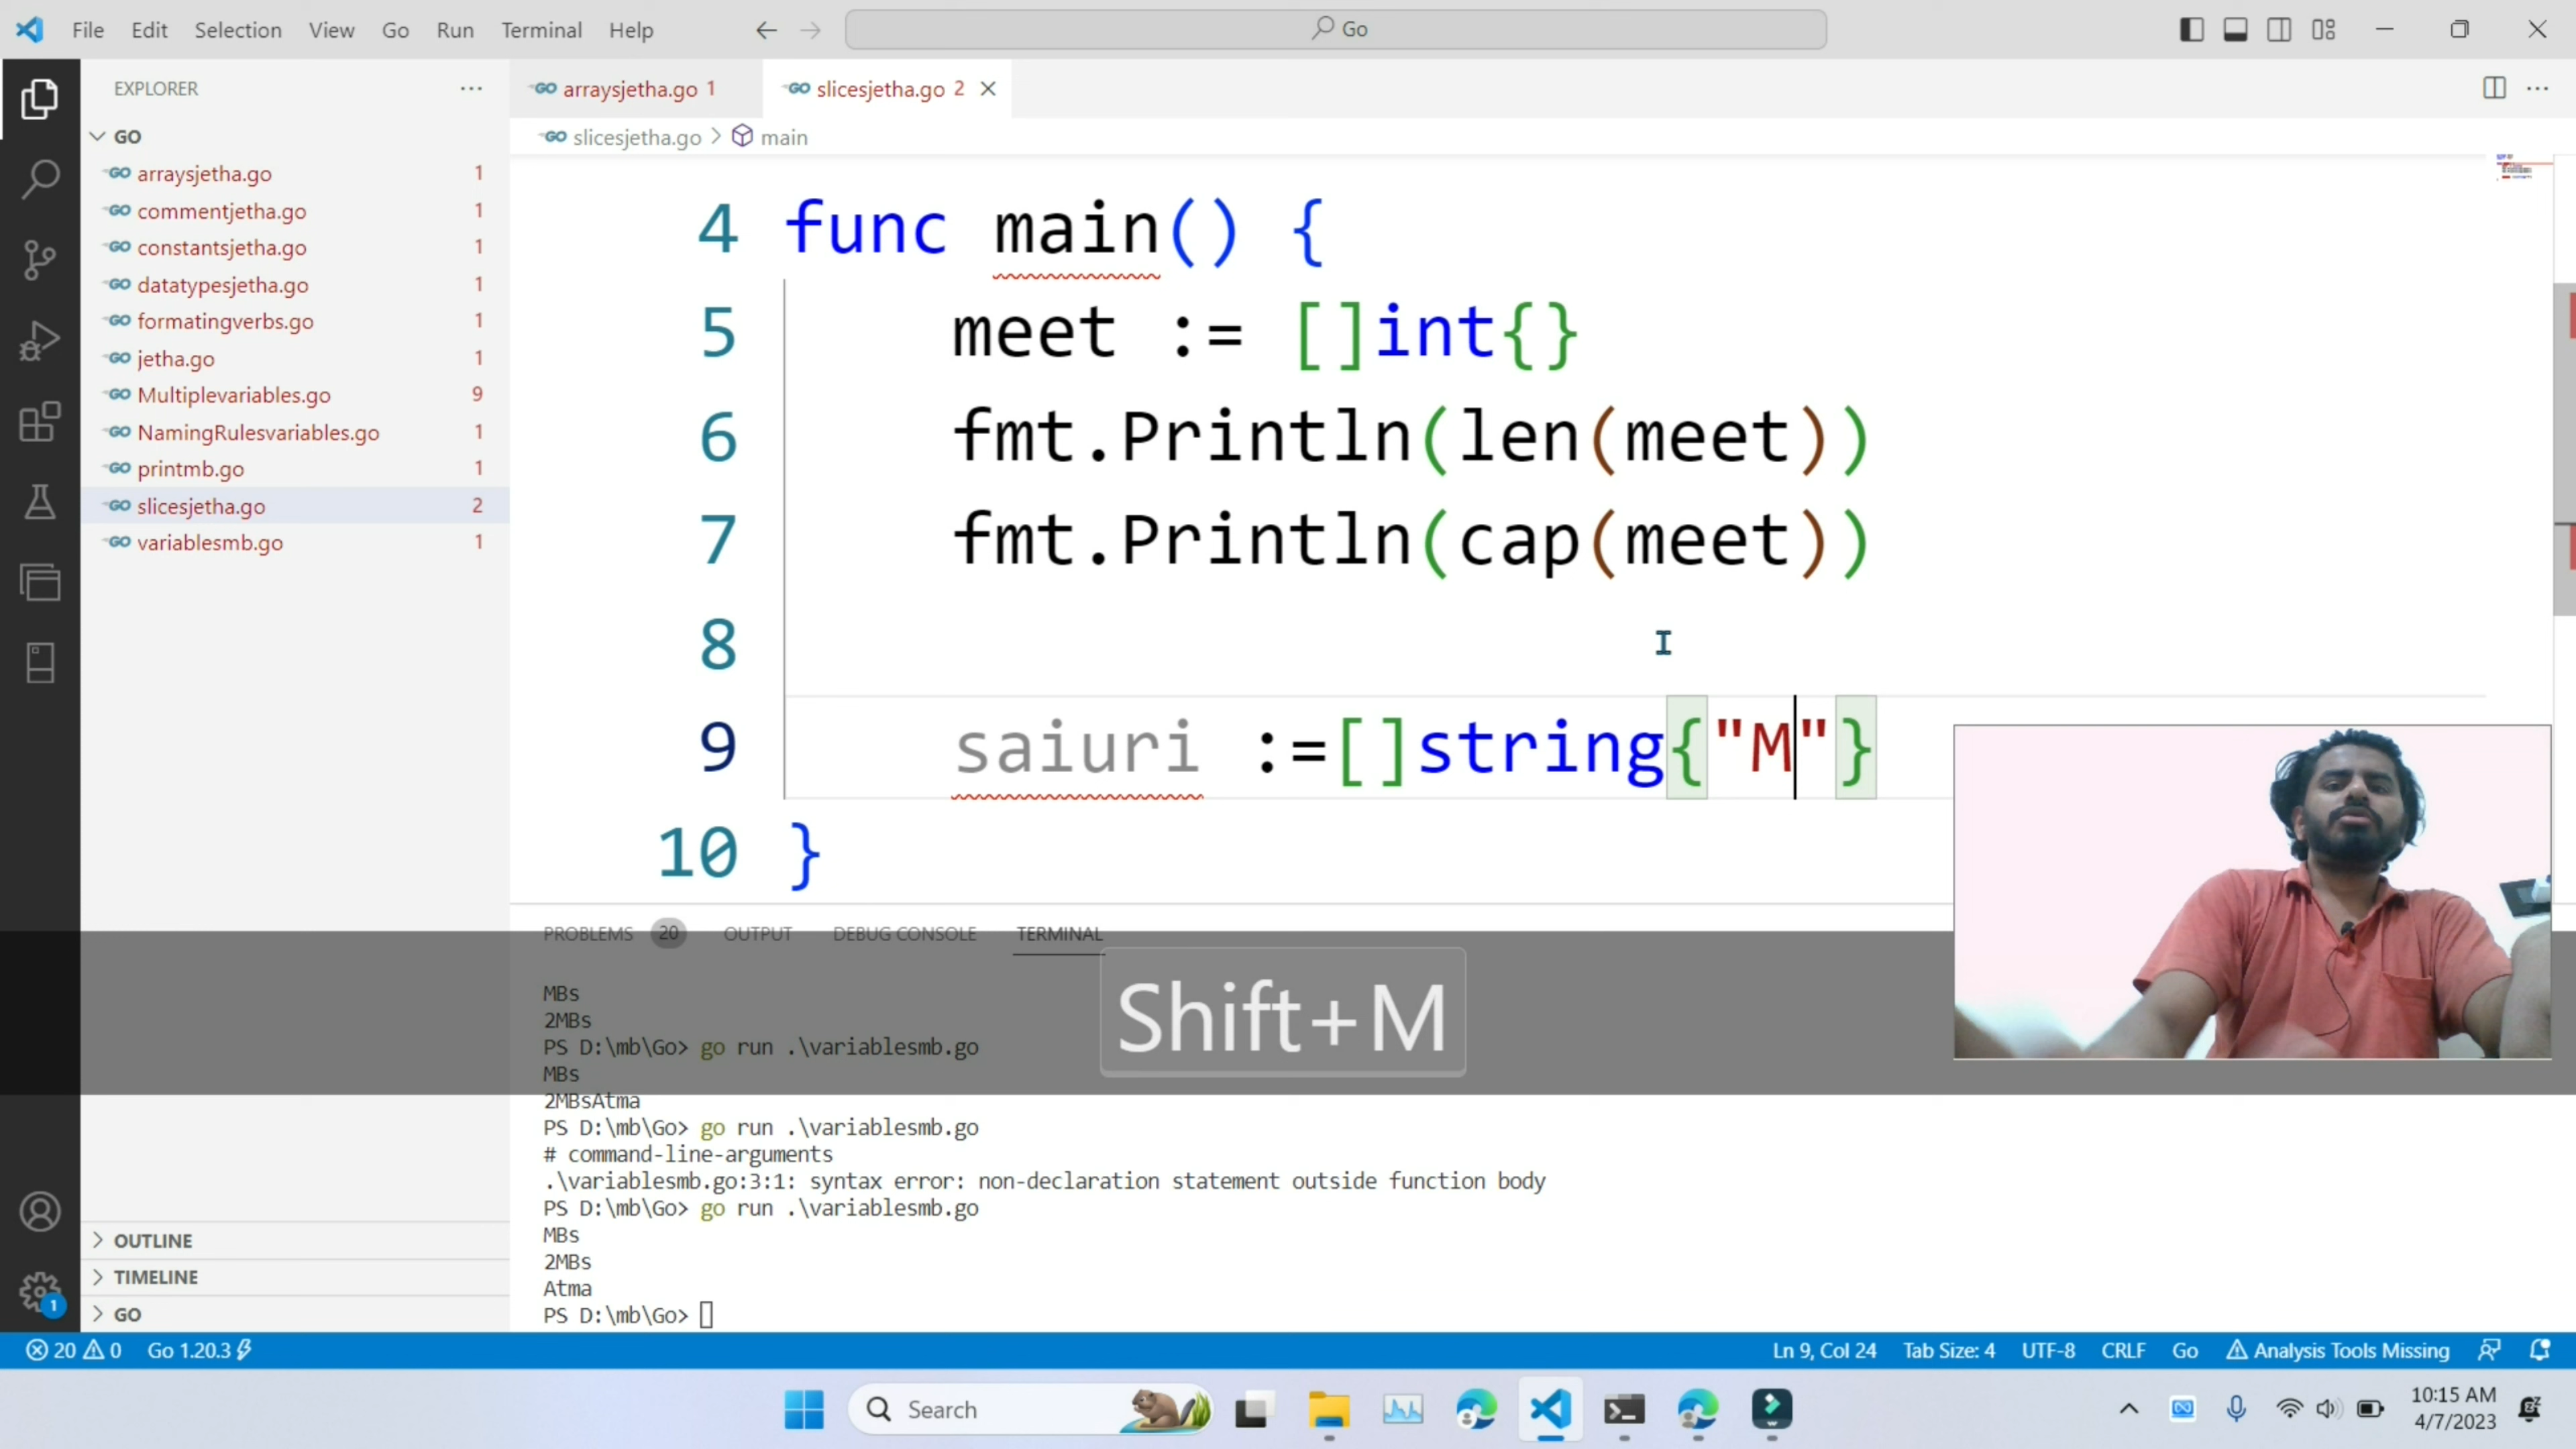 File Edit Selection View Go Run Terminal Help
Go
EXPLORER
GO
arraysjetha.go 1
commentjetha.go 1
constantsjetha.go 1
datatypesjetha.go 1
formatingverbs.go 1
jetha.go 1
Multiplevariables.go 9
NamingRulesvariables.go 1
printmb.go 1
slicesjetha.go 2
variablesmb.go 1
OUTLINE
TIMELINE
GO
arraysjetha.go 1
slicesjetha.go 2
slicesjetha.go > main
4 func main() {
5 meet := []int{}
6 fmt.Println(len(meet))
7 fmt.Println(cap(meet))
8
9 saiuri :=[]string{"M"}
10 }
PROBLEMS 20 OUTPUT DEBUG CONSOLE TERMINAL
Shift+M
MBs
2MBs
PS D:\mb\Go> go run .\variablesmb.go
MBs
2MBsAtma
PS D:\mb\Go> go run .\variablesmb.go
# command-line-arguments
.\variablesmb.go:3:1: syntax error: non-declaration statement outside function body
PS D:\mb\Go> go run .\variablesmb.go
MBs
2MBs
Atma
PS D:\mb\Go>
20 0 Go 1.20.3
Ln 9, Col 24 Tab Size: 4 UTF-8 CRLF Go Analysis Tools Missing
1
Search
10:15 AM
4/7/2023